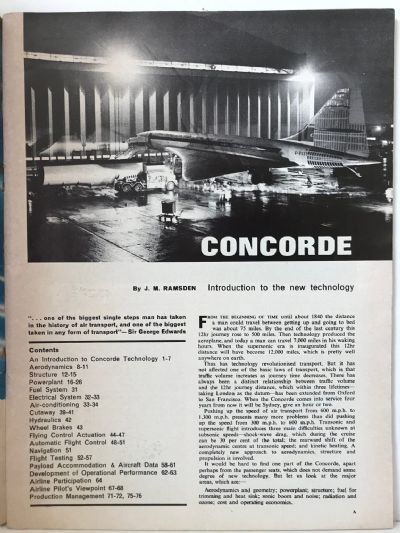 CONCORDE
By J. M. RAMSDEN Introduction to the new technology
". . . one of the biggest single steps man has taken
in the history of air transport, and one of the biggest
taken in any form of transport"— Sir George Edwards
Contents
An Introduction to Concorde Technology 1-7
Aerodynamics 8-11
Structure 12-15
Powerplant 16-26
Fuel System 31
Electrical System 32-33
Air-conditioning 33-34
Cutaway 39-41
Hydraulics 42
Wheel Brakes 43
Flying Control Actuation 44-47
Automatic Flight Control 48-51
Navigation 51
Flight Testing 52-57
Payload Accommodation & Aircraft Data 58-61
Development of Operational Performance 62-63
Airline Participation 64
Airline Pilot's Viewpoint 67-68
Production Management 71-72, 75-76
FROM THE BEGINNING OF TIME until about 1840 the distance
a man could travel between getting up and going to bed
was about 75 miles. By the end of the last century this
12hr journey rose to 500 miles. Then technology produced the
aeroplane, and today a man can travel 7,000 miles in his waking
hours. When the supersonic era is inaugurated this 12hr
distance will have become 12,000 miles, which is pretty well
anywhere on earth.
Thus has technology revolutionised transport. But it has
not affected one of the basic laws of transport, which is that
traffic volume increases as journey time decreases. There has
always been a distinct relationship between traffic volume
and the 12hr journey distance, which within three lifetimes—
taking London as the datum—has been extended from Oxford
to San Francisco. When the Concorde comes into service four
years from now it will be Sydney, give an hour or two.
Pushing up the speed of air transport from 600 m.p.h. to
1,300 m.p.h. presents many more problems than did pushing
up the speed from 300 m.p.h. to 600 m.p.h. Transonic and
supersonic flight introduces three main difficulties unknown at
subsonic speeds—shock-wave drag, which during the cruise
can be 30 per cent of the total; the rearward shift of the
aerodynamic centre at transonic speed; and kinetic heating. A
completely new approach to aerodynamics, structure and
propulsion is involved.
It would be hard to find one part of the Concorde, apart
perhaps from the passenger seats, which does not demand some
degree of new technology. But let us look at the major
areas, which are:—
Aerodynamics and geometry; powerplant; structure; fuel for
trimming and heat sink; sonic boom and noise; radiation and
ozone; cost and operating economics.
A